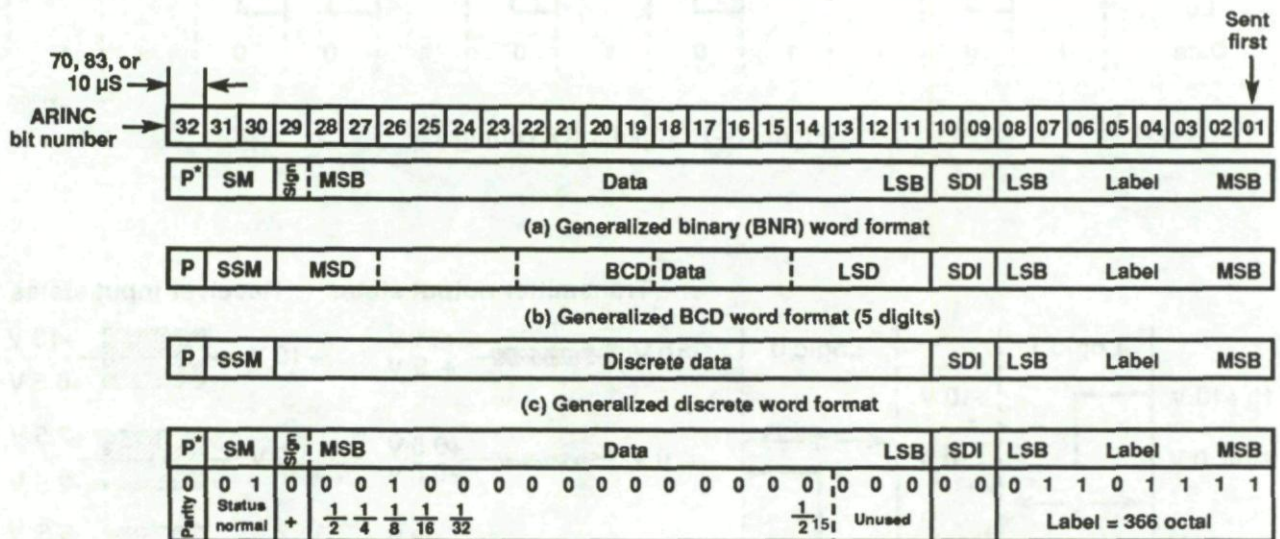 Sent
first
70, 83, or
10 µS
ARINC
bit number
32 31 30 29 28 27 26 25 24 23 22 21 20 19 18 17 16 15 14 13 12 11 10 09 08 07 06 05 04 03 02 01
P* SM Sign MSB Data LSB SDI LSB Label MSB
(a) Generalized binary (BNR) word format
P SSM MSD BCD Data LSD SDI LSB Label MSB
(b) Generalized BCD word format (5 digits)
P SSM Discrete data SDI LSB Label MSB
(c) Generalized discrete word format
P* SM Sign MSB Data LSB SDI LSB Label MSB
0 0 1 0 0 0 1 0 0 0 0 0 0 0 0 0 0 0 0 0 0 0 0 0 0 1 1 0 1 1 1 1
Parity Status normal + 1/2 1/4 1/8 1/16 1/32 1/2 15 Unused Label = 366 octal